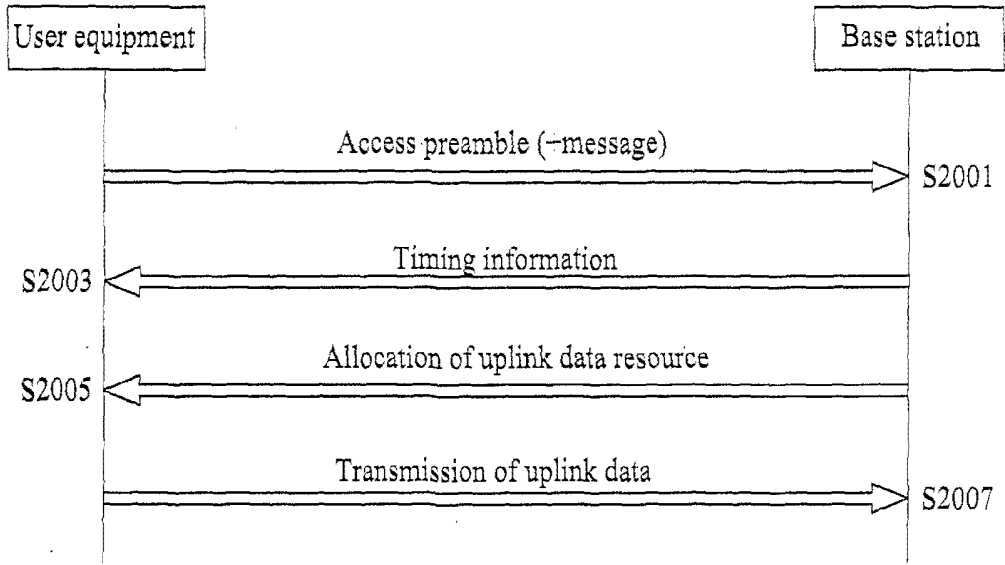 User equipment
Base station
Access preamble (−message)
S2001
Timing information
S2003
Allocation of uplink data resource
S2005
Transmission of uplink data
S2007